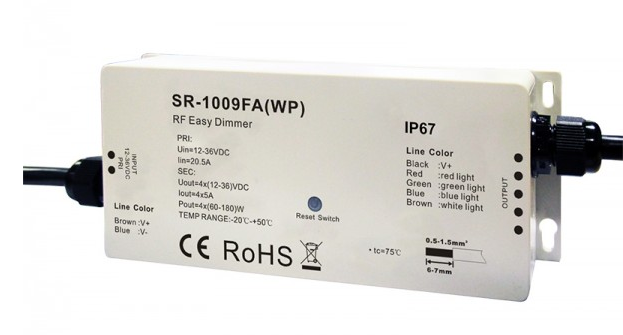 SR-1009FA(WP)
RF Easy Dimmer
PRI:
Uin=12-36VDC
Iin=20.5A
SEC:
Uout=4x(12-36)VDC
Iout=4x5A
Pout=4x(60-180)W
TEMP RANGE:-20℃-+50℃
CE RoHS
INPUT
12-36VDC
PRI
Line Color
Brown:V+
Blue :V-
Reset Switch
IP67
Line Color
Black :V+
Red :red light
Green :green light
Blue :blue light
Brown:white light
OUTPUT
• tc=75℃
0.5-1.5mm²
6-7mm